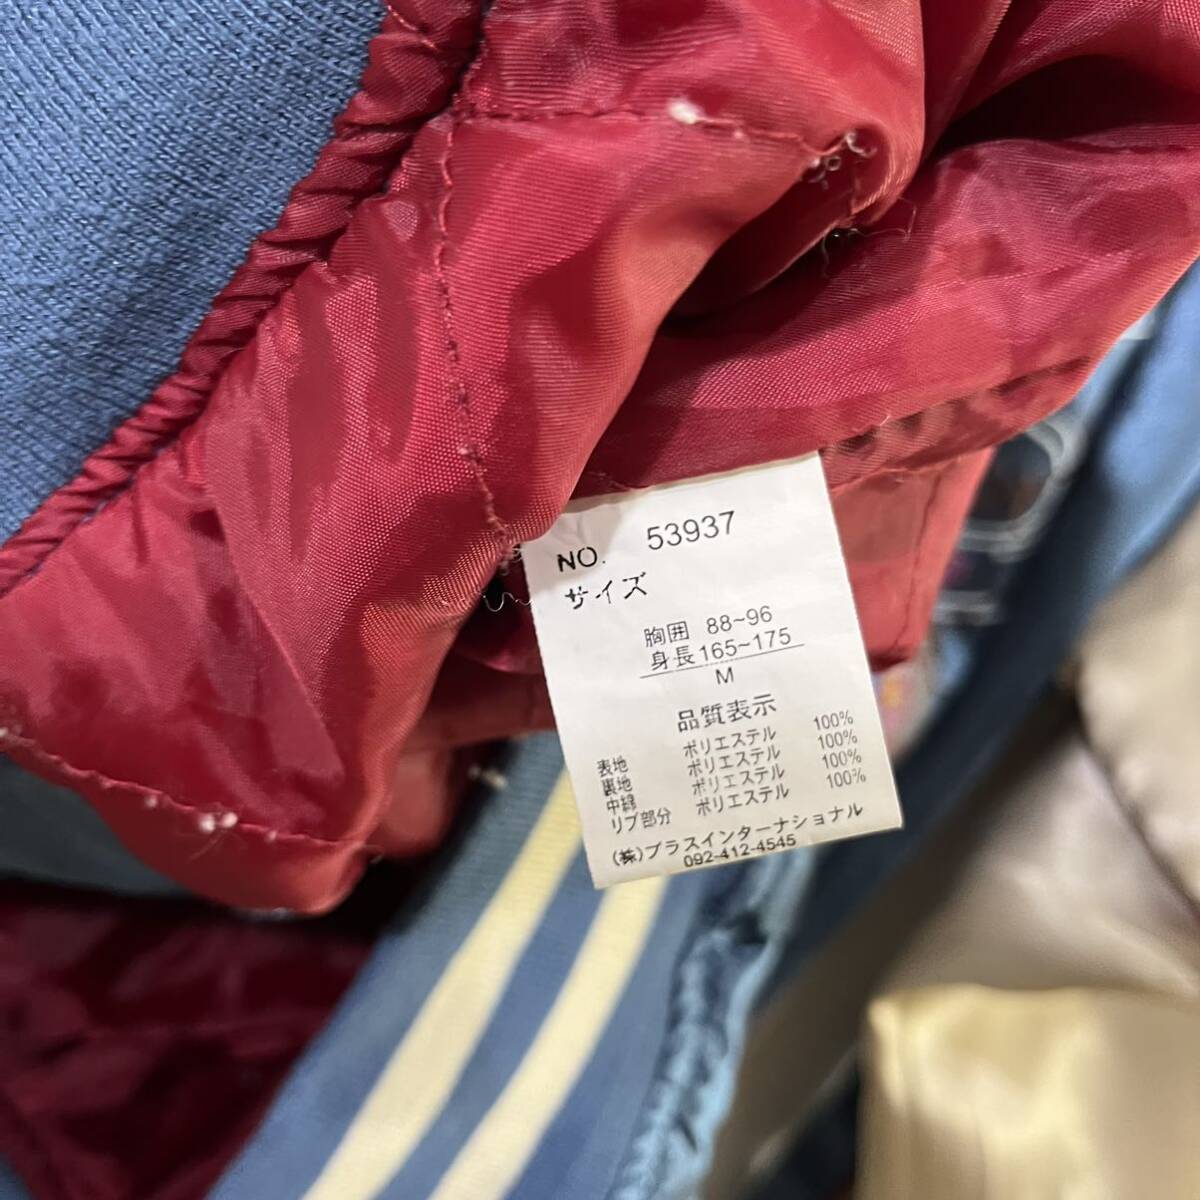 NO. 53937
サイズ
胸囲 88~96
身長165~175
M
品質表示
表地 ポリエステル 100%
裏地 ポリエステル 100%
中綿 ポリエステル 100%
リブ部分 ポリエステル 100%
(株)プラスインターナショナル
092-412-4545